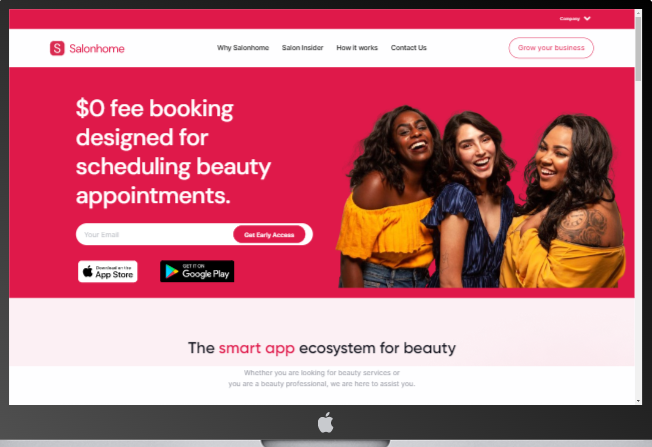 Company
S Salonhome
Why Salonhome Salon Insider How it works Contact Us
Grow your business
$0 fee booking
designed for
scheduling beauty
appointments.
Your Email
Get Early Access
Download on the
App Store
GET IT ON
Google Play
The smart app ecosystem for beauty
Whether you are looking for beauty services or
you are a beauty professional, we are here to assist you.